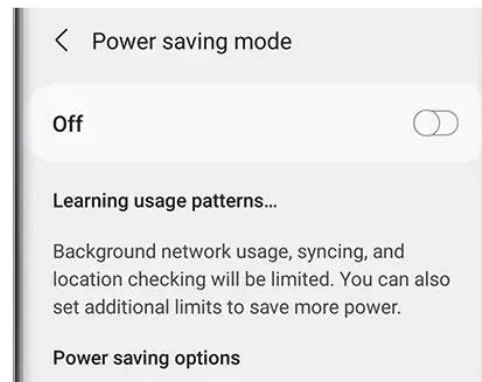 Power saving mode
Off
Learning usage patterns...
Background network usage, syncing, and
location checking will be limited. You can also
set additional limits to save more power.
Power saving options